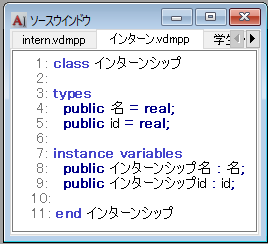 ソースウインドウ
intern.vdmpp インターン.vdmpp 学生
1: class インターンシップ
2:
3: types
4: public 名 = real;
5: public id = real;
6:
7: instance variables
8: public インターンシップ名 : 名;
9: public インターンシップid : id;
10:
11: end インターンシップ